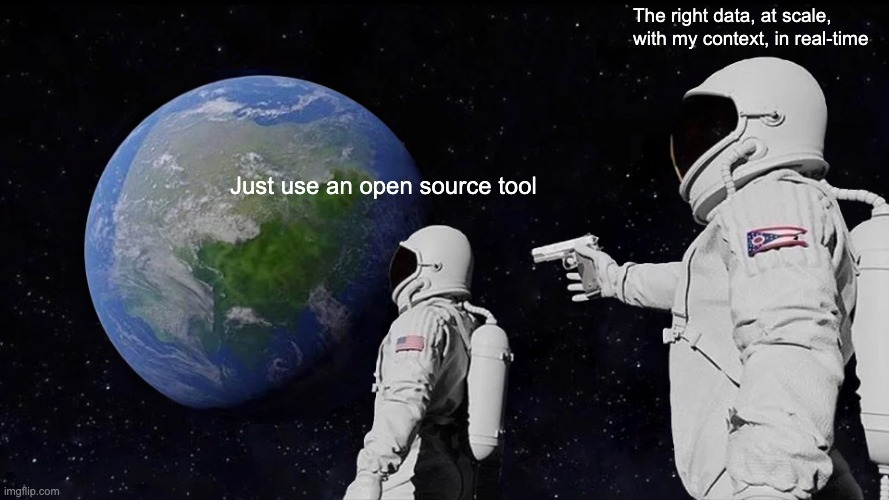 The right data, at scale,
with my context, in real-time
Just use an open source tool
imgflip.com